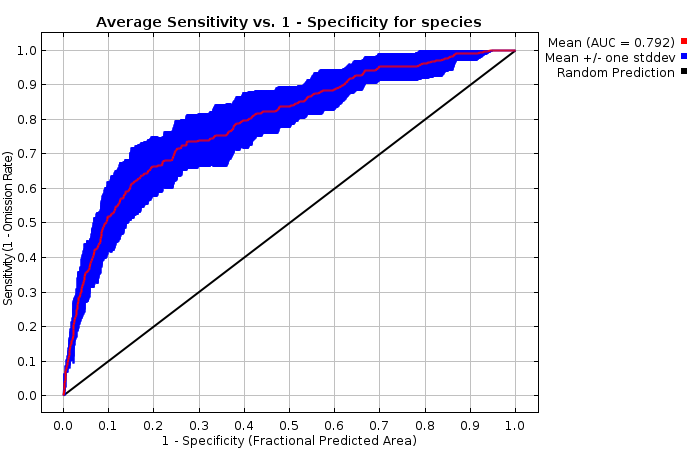 Average Sensitivity vs. 1 - Specificity for species
Mean (AUC = 0.792)
Mean +/- one stddev
Random Prediction
Sensitivity (1 - Omission Rate)
1.0
0.9
0.8
0.7
0.6
0.5
0.4
0.3
0.2
0.1
0.0
0.0 0.1 0.2 0.3 0.4 0.5 0.6 0.7 0.8 0.9 1.0
1 - Specificity (Fractional Predicted Area)